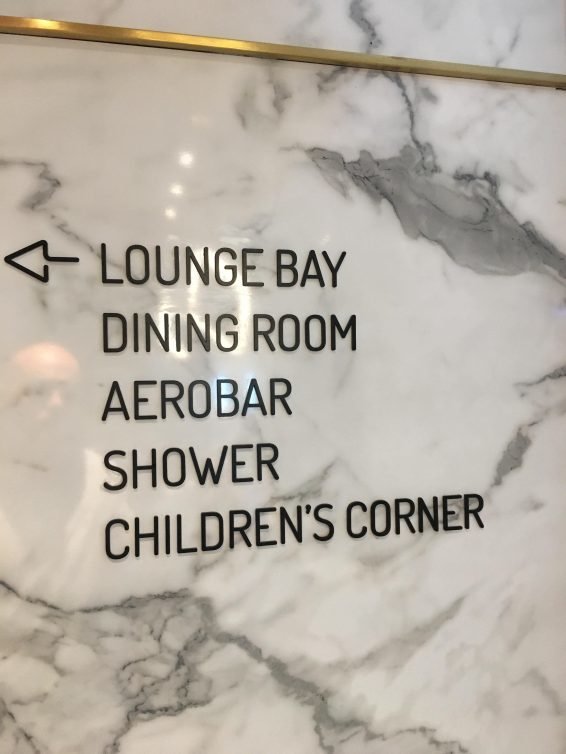 LOUNGE BAY
DINING ROOM
AEROBAR
SHOWER
CHILDREN'S CORNER